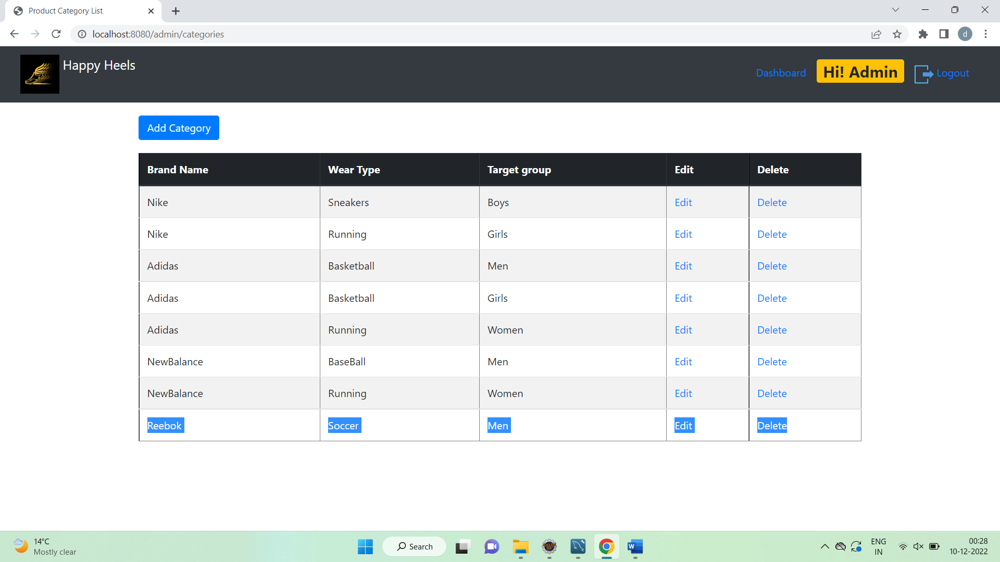 Product Category List
localhost:8080/admin/categories
d
Happy Heels
Dashboard Hi! Admin Logout
Add Category
Brand Name Wear Type Target group Edit Delete
Nike Sneakers Boys Edit Delete
Nike Running Girls Edit Delete
Adidas Basketball Men Edit Delete
Adidas Basketball Girls Edit Delete
Adidas Running Women Edit Delete
NewBalance BaseBall Men Edit Delete
NewBalance Running Women Edit Delete
Reebok Soccer Men Edit Delete
14°C
Mostly clear
Search
W
ENG
IN
00:28
10-12-2022